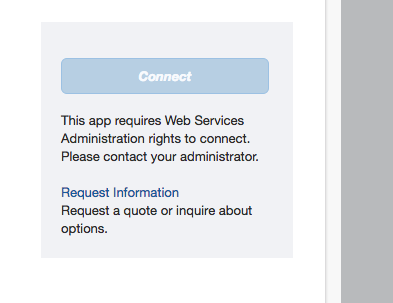 Connect
This app requires Web Services
Administration rights to connect.
Please contact your administrator.
Request Information
Request a quote or inquire about
options.